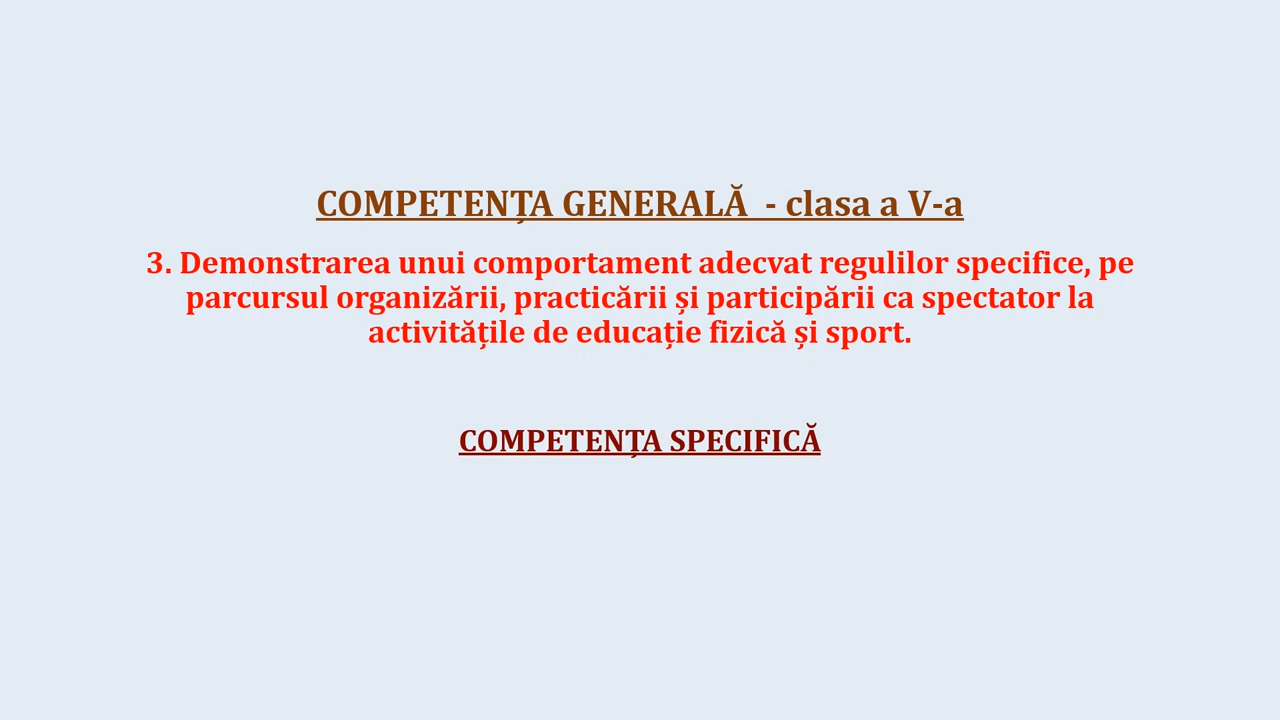 COMPETENȚA GENERALĂ  - clasa a V-a
3. Demonstrarea unui comportament adecvat regulilor specifice, pe
parcursul organizării, practicării și participării ca spectator la
activitățile de educație fizică și sport.
COMPETENȚA SPECIFICĂ